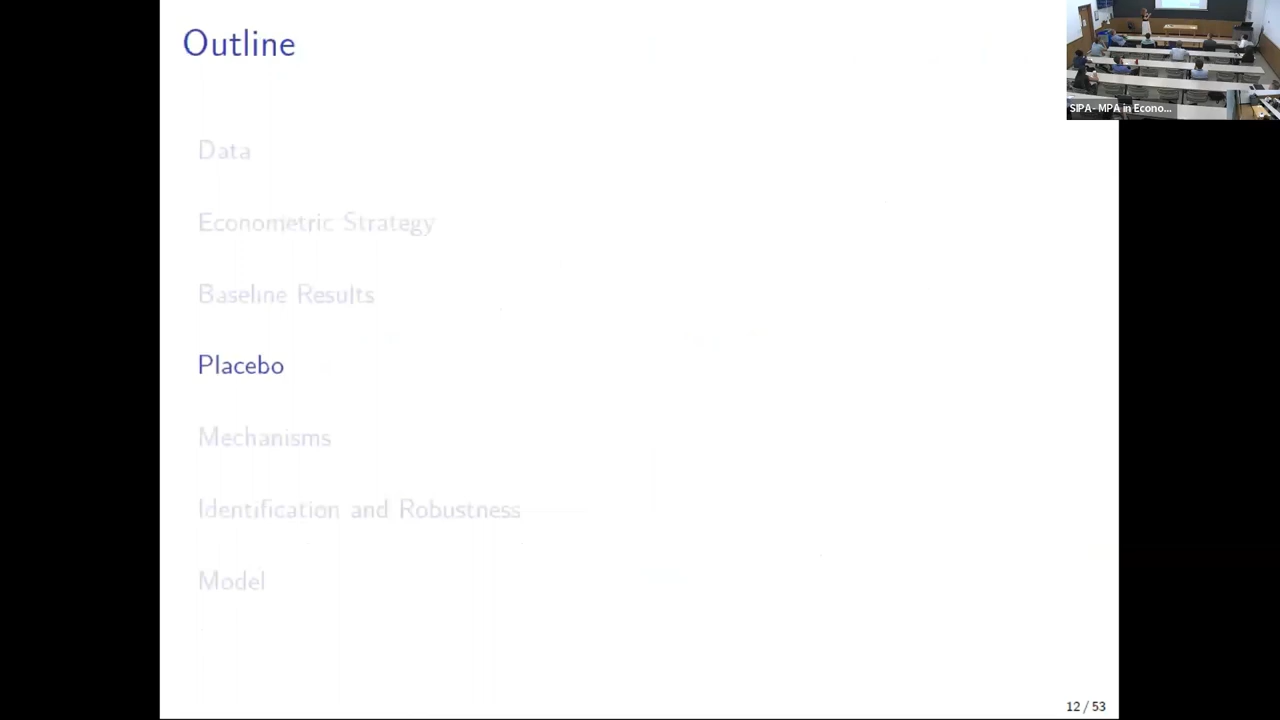 Outline
SIPA- MPA in Econo...
Data
Econometric Strategy
Baseline Results
Placebo
Mechanisms
Identification and Robustness
Model
12 / 53